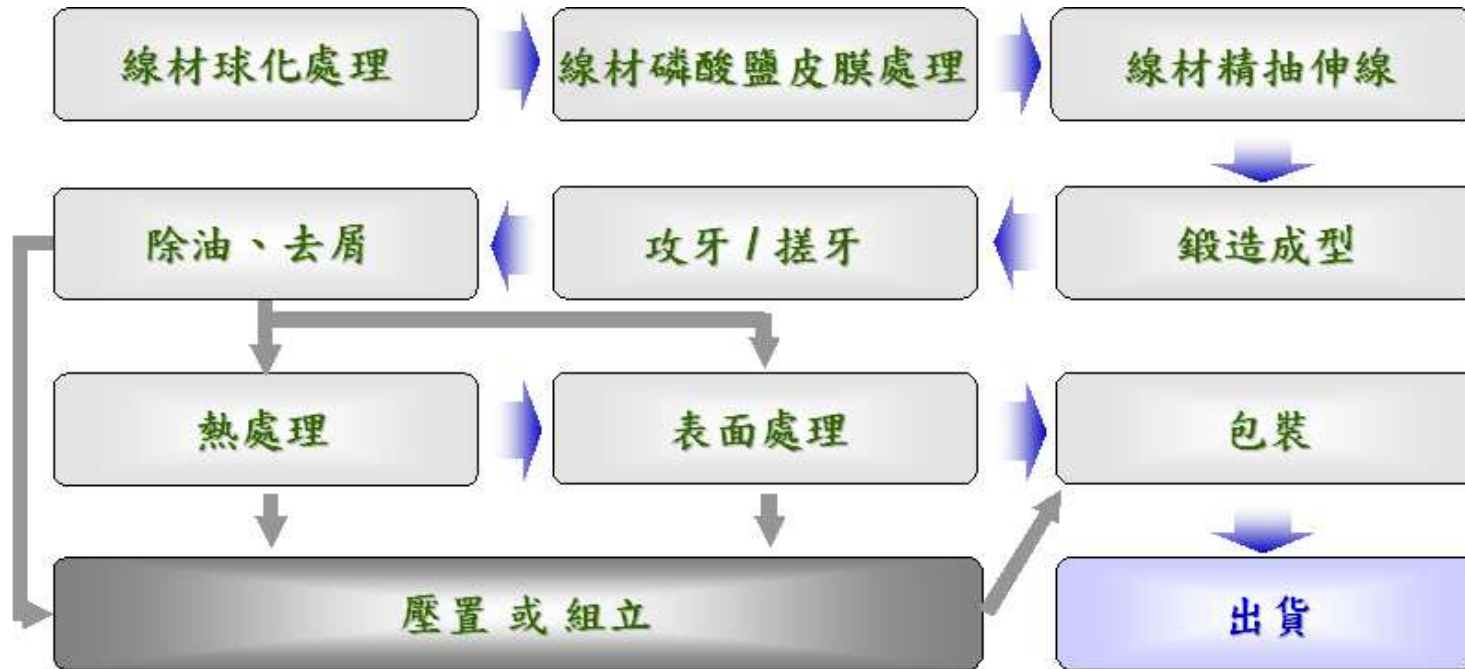 線材球化處理
線材磷酸鹽皮膜處理
線材精抽伸線
鍛造成型
攻牙 / 搓牙
除油、去屑
熱處理
表面處理
包裝
壓置 或 組立
出貨